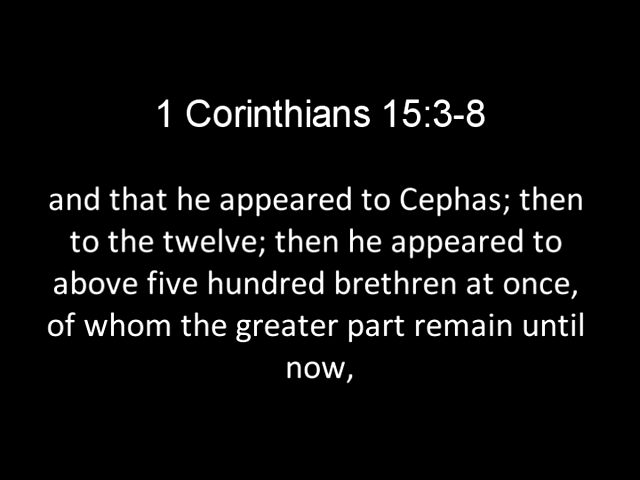 1 Corinthians 15:3-8
and that he appeared to Cephas; then
to the twelve; then he appeared to
above five hundred brethren at once,
of whom the greater part remain until
now,